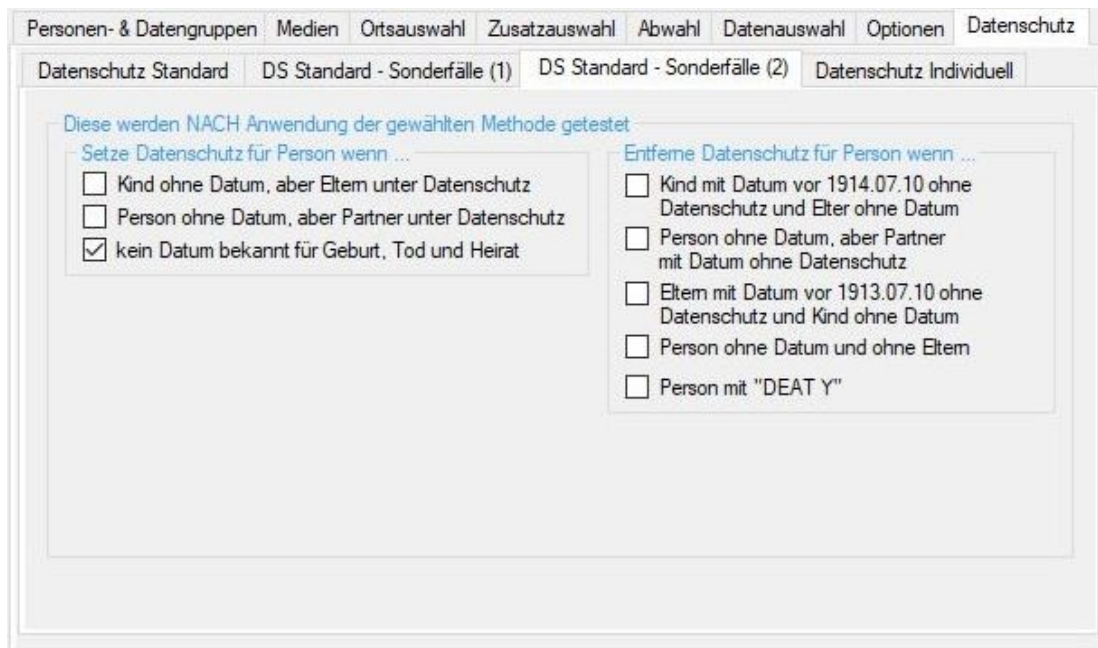 Personen- & Datengruppen Medien Ortsauswahl Zusatzauswahl Abwahl Datenauswahl Optionen Datenschutz
Datenschutz Standard DS Standard - Sonderfälle (1) DS Standard - Sonderfälle (2) Datenschutz Individuell
Diese werden NACH Anwendung der gewählten Methode getestet
Setze Datenschutz für Person wenn ...
Kind ohne Datum, aber Eltern unter Datenschutz
Person ohne Datum, aber Partner unter Datenschutz
kein Datum bekannt für Geburt, Tod und Heirat
Entferne Datenschutz für Person wenn ...
Kind mit Datum vor 1914.07.10 ohne
Datenschutz und Elter ohne Datum
Person ohne Datum, aber Partner
mit Datum ohne Datenschutz
Eltern mit Datum vor 1913.07.10 ohne
Datenschutz und Kind ohne Datum
Person ohne Datum und ohne Eltern
Person mit "DEAT Y"